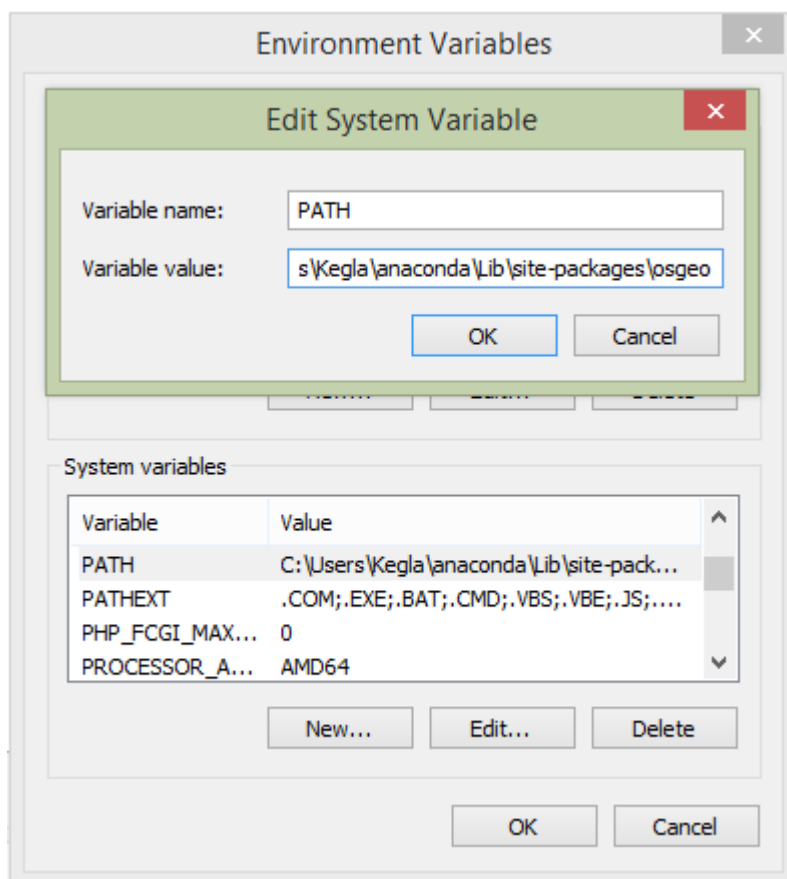 Environment Variables
Edit System Variable
Variable name: PATH
Variable value: s\Kegla\anaconda\Lib\site-packages\osgeo
OK Cancel
System variables
Variable Value
PATH C:\Users\Kegla\anaconda\Lib\site-pack...
PATHEXT .COM;.EXE;.BAT;.CMD;.VBS;.VBE;.JS;....
PHP_FCGI_MAX... 0
PROCESSOR_A... AMD64
New... Edit... Delete
OK Cancel